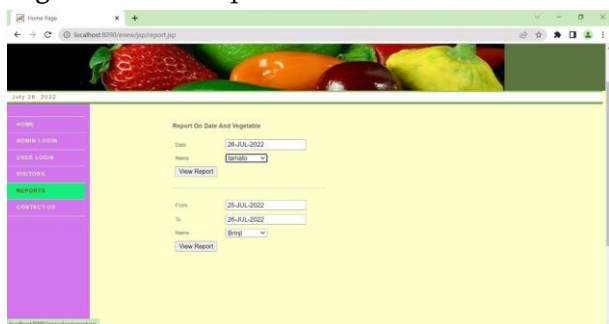 Home Page
localhost:8090/enew/jsp/report.jsp
July 28, 2022
HOME
ADMIN LOGIN
USER LOGIN
VISITORS
REPORTS
CONTACT US
Report On Date And Vegetable
Date 26-JUL-2022
Name tamato
View Report
From 25-JUL-2022
To 26-JUL-2022
Name Brinjl
View Report